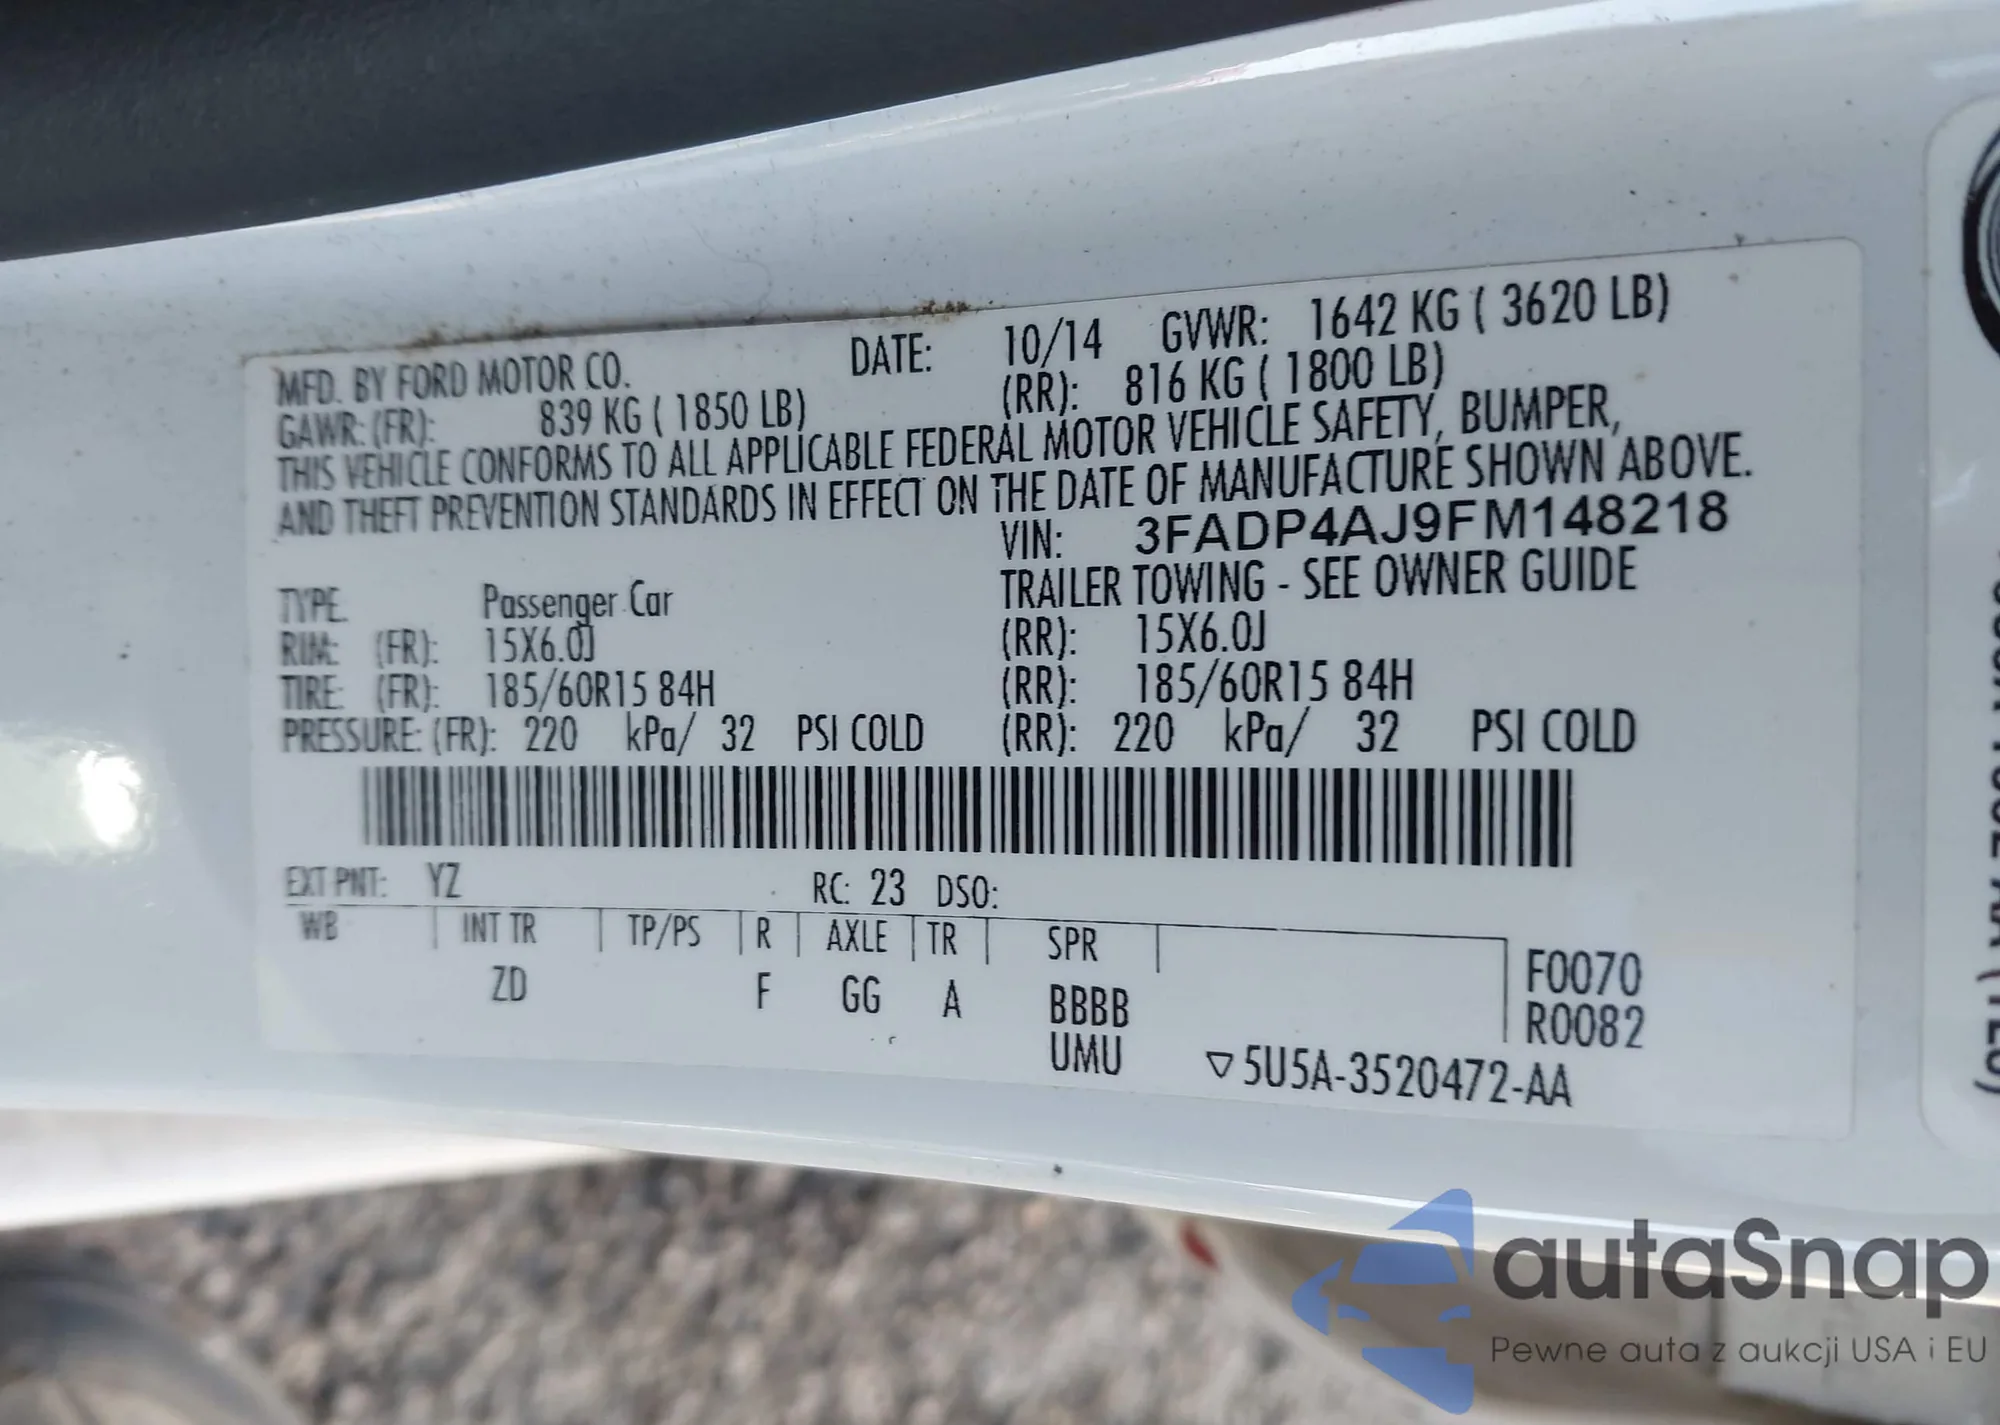 MFD. BY FORD MOTOR CO. DATE: 10/14 GVWR: 1642 KG ( 3620 LB)
GAWR: (FR): 839 KG ( 1850 LB) (RR): 816 KG ( 1800 LB)
THIS VEHICLE CONFORMS TO ALL APPLICABLE FEDERAL MOTOR VEHICLE SAFETY, BUMPER,
AND THEFT PREVENTION STANDARDS IN EFFECT ON THE DATE OF MANUFACTURE SHOWN ABOVE.
VIN: 3FADP4AJ9FM148218
TYPE: Passenger Car TRAILER TOWING - SEE OWNER GUIDE
RIM: (FR): 15X6.0J (RR): 15X6.0J
TIRE: (FR): 185/60R15 84H (RR): 185/60R15 84H
PRESSURE: (FR): 220 kPa/ 32 PSI COLD (RR): 220 kPa/ 32 PSI COLD
EXT PNT: YZ RC: 23 DSO:
WB INT TR TP/PS R AXLE TR SPR
ZD F GG A BBBB
UMU
F0070
R0082
▽5U5A-3520472-AA
autaSnap
Pewne auta z aukcji USA i EU